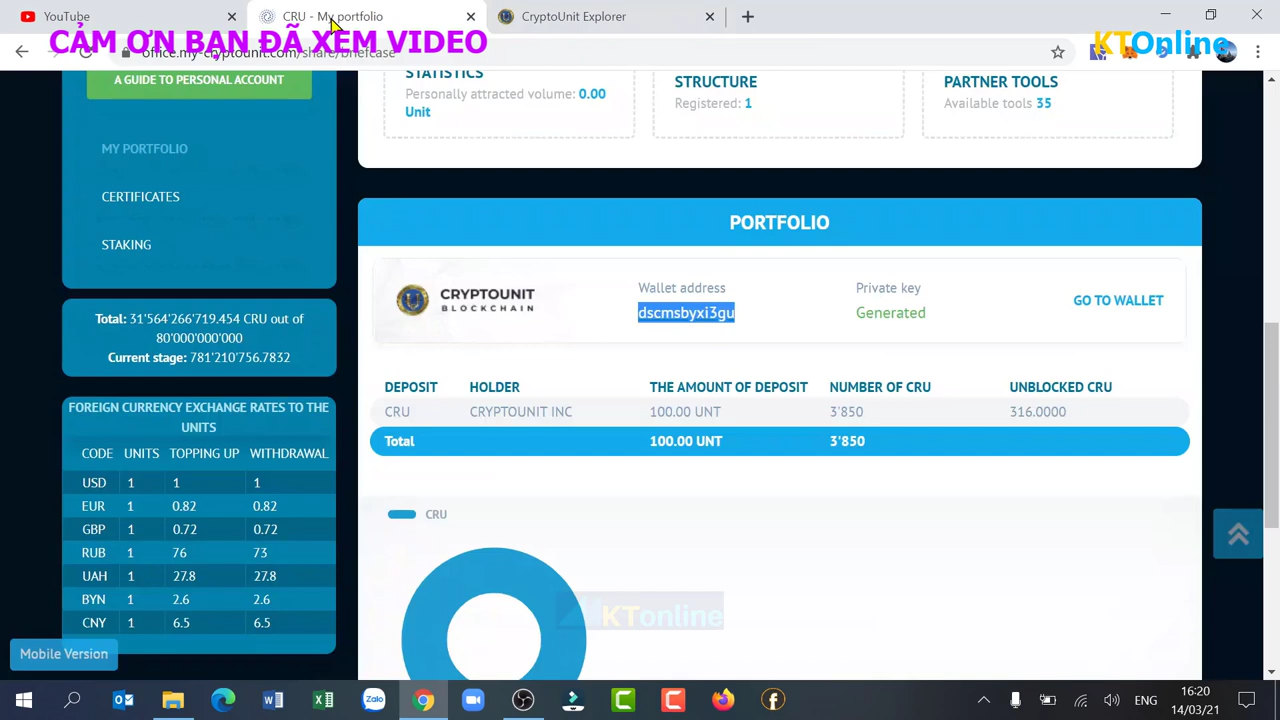 YouTube
CRU - My portfolio
CryptoUnit Explorer
CẢM ƠN BẠN ĐÃ XEM VIDEO
office.my-cryptounit.com/share/briefcase
KTOnline
A GUIDE TO PERSONAL ACCOUNT
MY PORTFOLIO
CERTIFICATES
STAKING
Total: 31'564'266'719.454 CRU out of
80'000'000'000
Current stage: 781'210'756.7832
FOREIGN CURRENCY EXCHANGE RATES TO THE
UNITS
CODE UNITS TOPPING UP WITHDRAWAL
USD 1 1 1
EUR 1 0.82 0.82
GBP 1 0.72 0.72
RUB 1 76 73
UAH 1 27.8 27.8
BYN 1 2.6 2.6
CNY 1 6.5 6.5
Mobile Version
STATISTICS
Personally attracted volume: 0.00
Unit
STRUCTURE
Registered: 1
PARTNER TOOLS
Available tools 35
PORTFOLIO
CRYPTOUNIT
BLOCKCHAIN
Wallet address
dscmsbyxi3gu
Private key
Generated
GO TO WALLET
DEPOSIT HOLDER THE AMOUNT OF DEPOSIT NUMBER OF CRU UNBLOCKED CRU
CRU CRYPTOUNIT INC 100.00 UNT 3'850 316.0000
Total 100.00 UNT 3'850
CRU
KTonline
Zalo
ENG
16:20
14/03/21